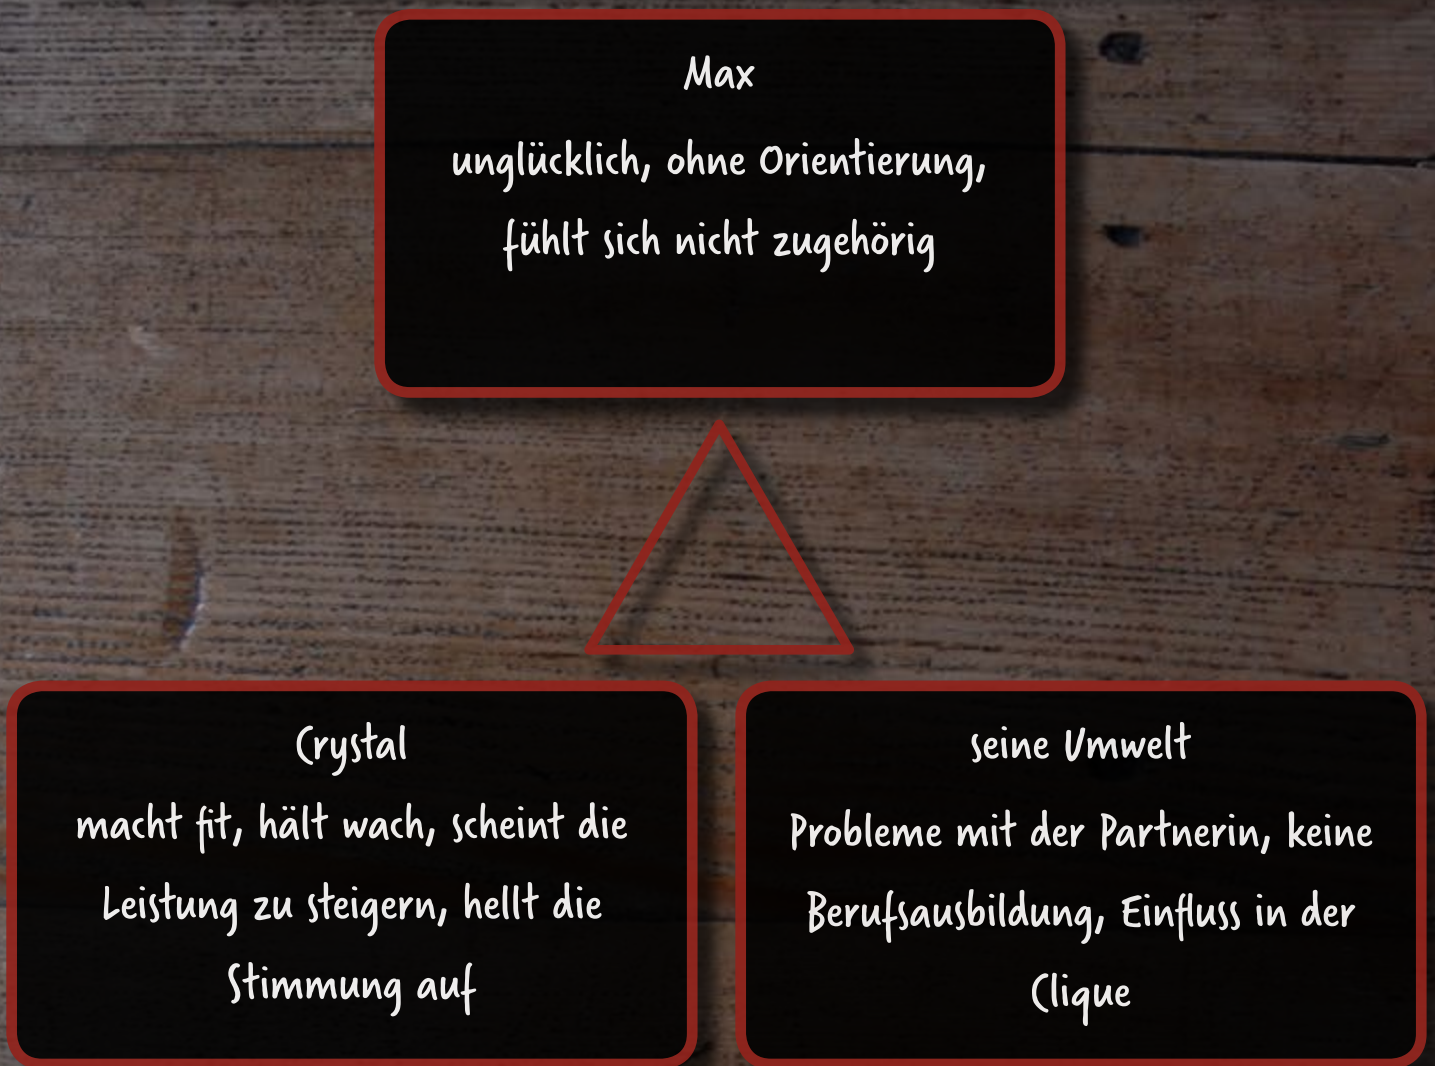 Max
unglücklich, ohne Orientierung,
fühlt sich nicht zugehörig
Crystal
macht fit, hält wach, scheint die
Leistung zu steigern, hellt die
Stimmung auf
seine Umwelt
Probleme mit der Partnerin, keine
Berufsausbildung, Einfluss in der
Clique